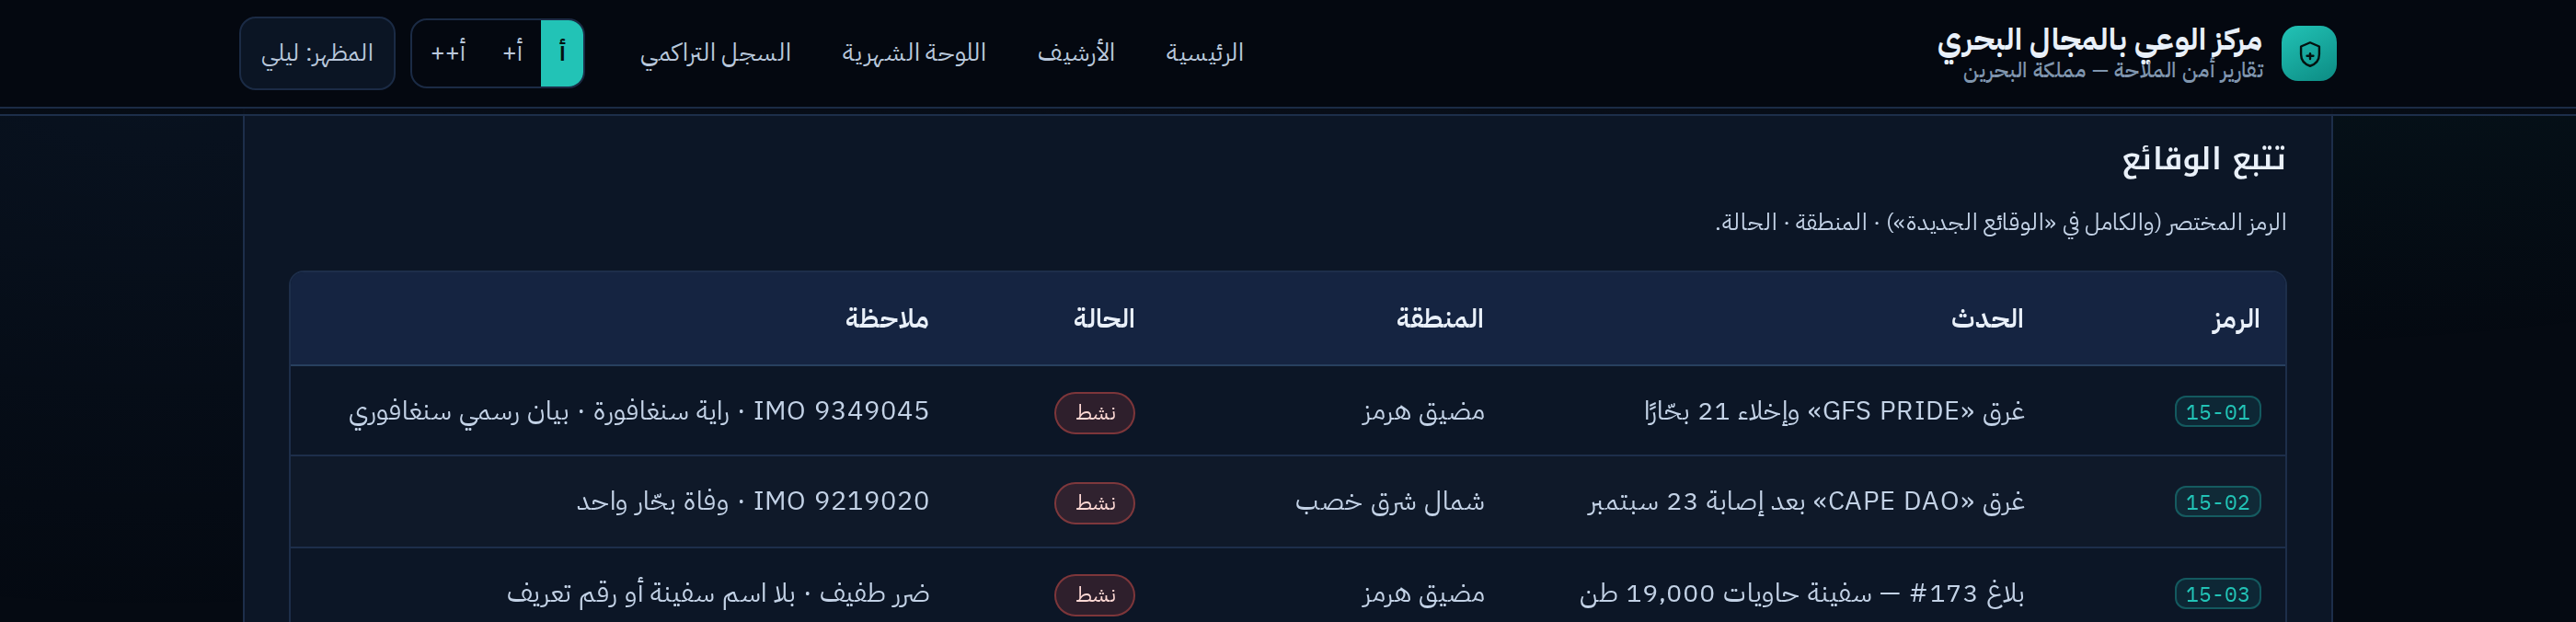 مركز الوعي بالمجال البحري
تقارير أمن الملاحة — مملكة البحرين
الرئيسية الأرشيف اللوحة الشهرية السجل التراكمي
أ أ+ أ++
المظهر: ليلي
تتبع الوقائع
الرمز المختصر (والكامل في «الوقائع الجديدة») · المنطقة · الحالة.
الرمز الحدث المنطقة الحالة ملاحظة
15-01 غرق «GFS PRIDE» وإخلاء 21 بحّارًا مضيق هرمز نشط IMO 9349045 · راية سنغافورة · بيان رسمي سنغافوري
15-02 غرق «CAPE DAO» بعد إصابة 23 سبتمبر شمال شرق خصب نشط IMO 9219020 · وفاة بحّار واحد
15-03 بلاغ 173# — سفينة حاويات 19,000 طن مضيق هرمز نشط ضرر طفيف · بلا اسم سفينة أو رقم تعريف